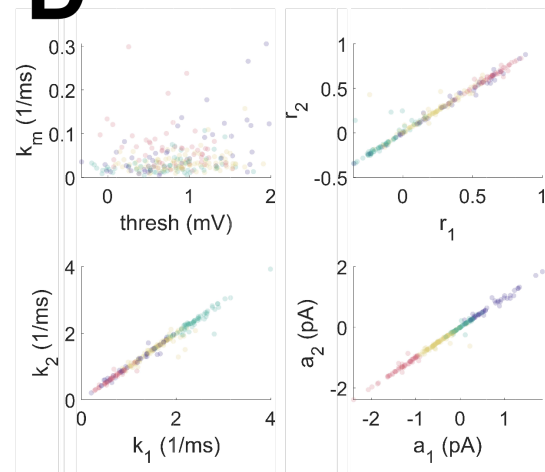 D
0.3
0.2
0.1
0
k_m (1/ms)
0 1 2
thresh (mV)
1
0.5
0
-0.5
r_2
0 0.5 1
r_1
4
2
0
k_2 (1/ms)
0 2 4
k_1 (1/ms)
2
0
-2
a_2 (pA)
-2 -1 0 1
a_1 (pA)